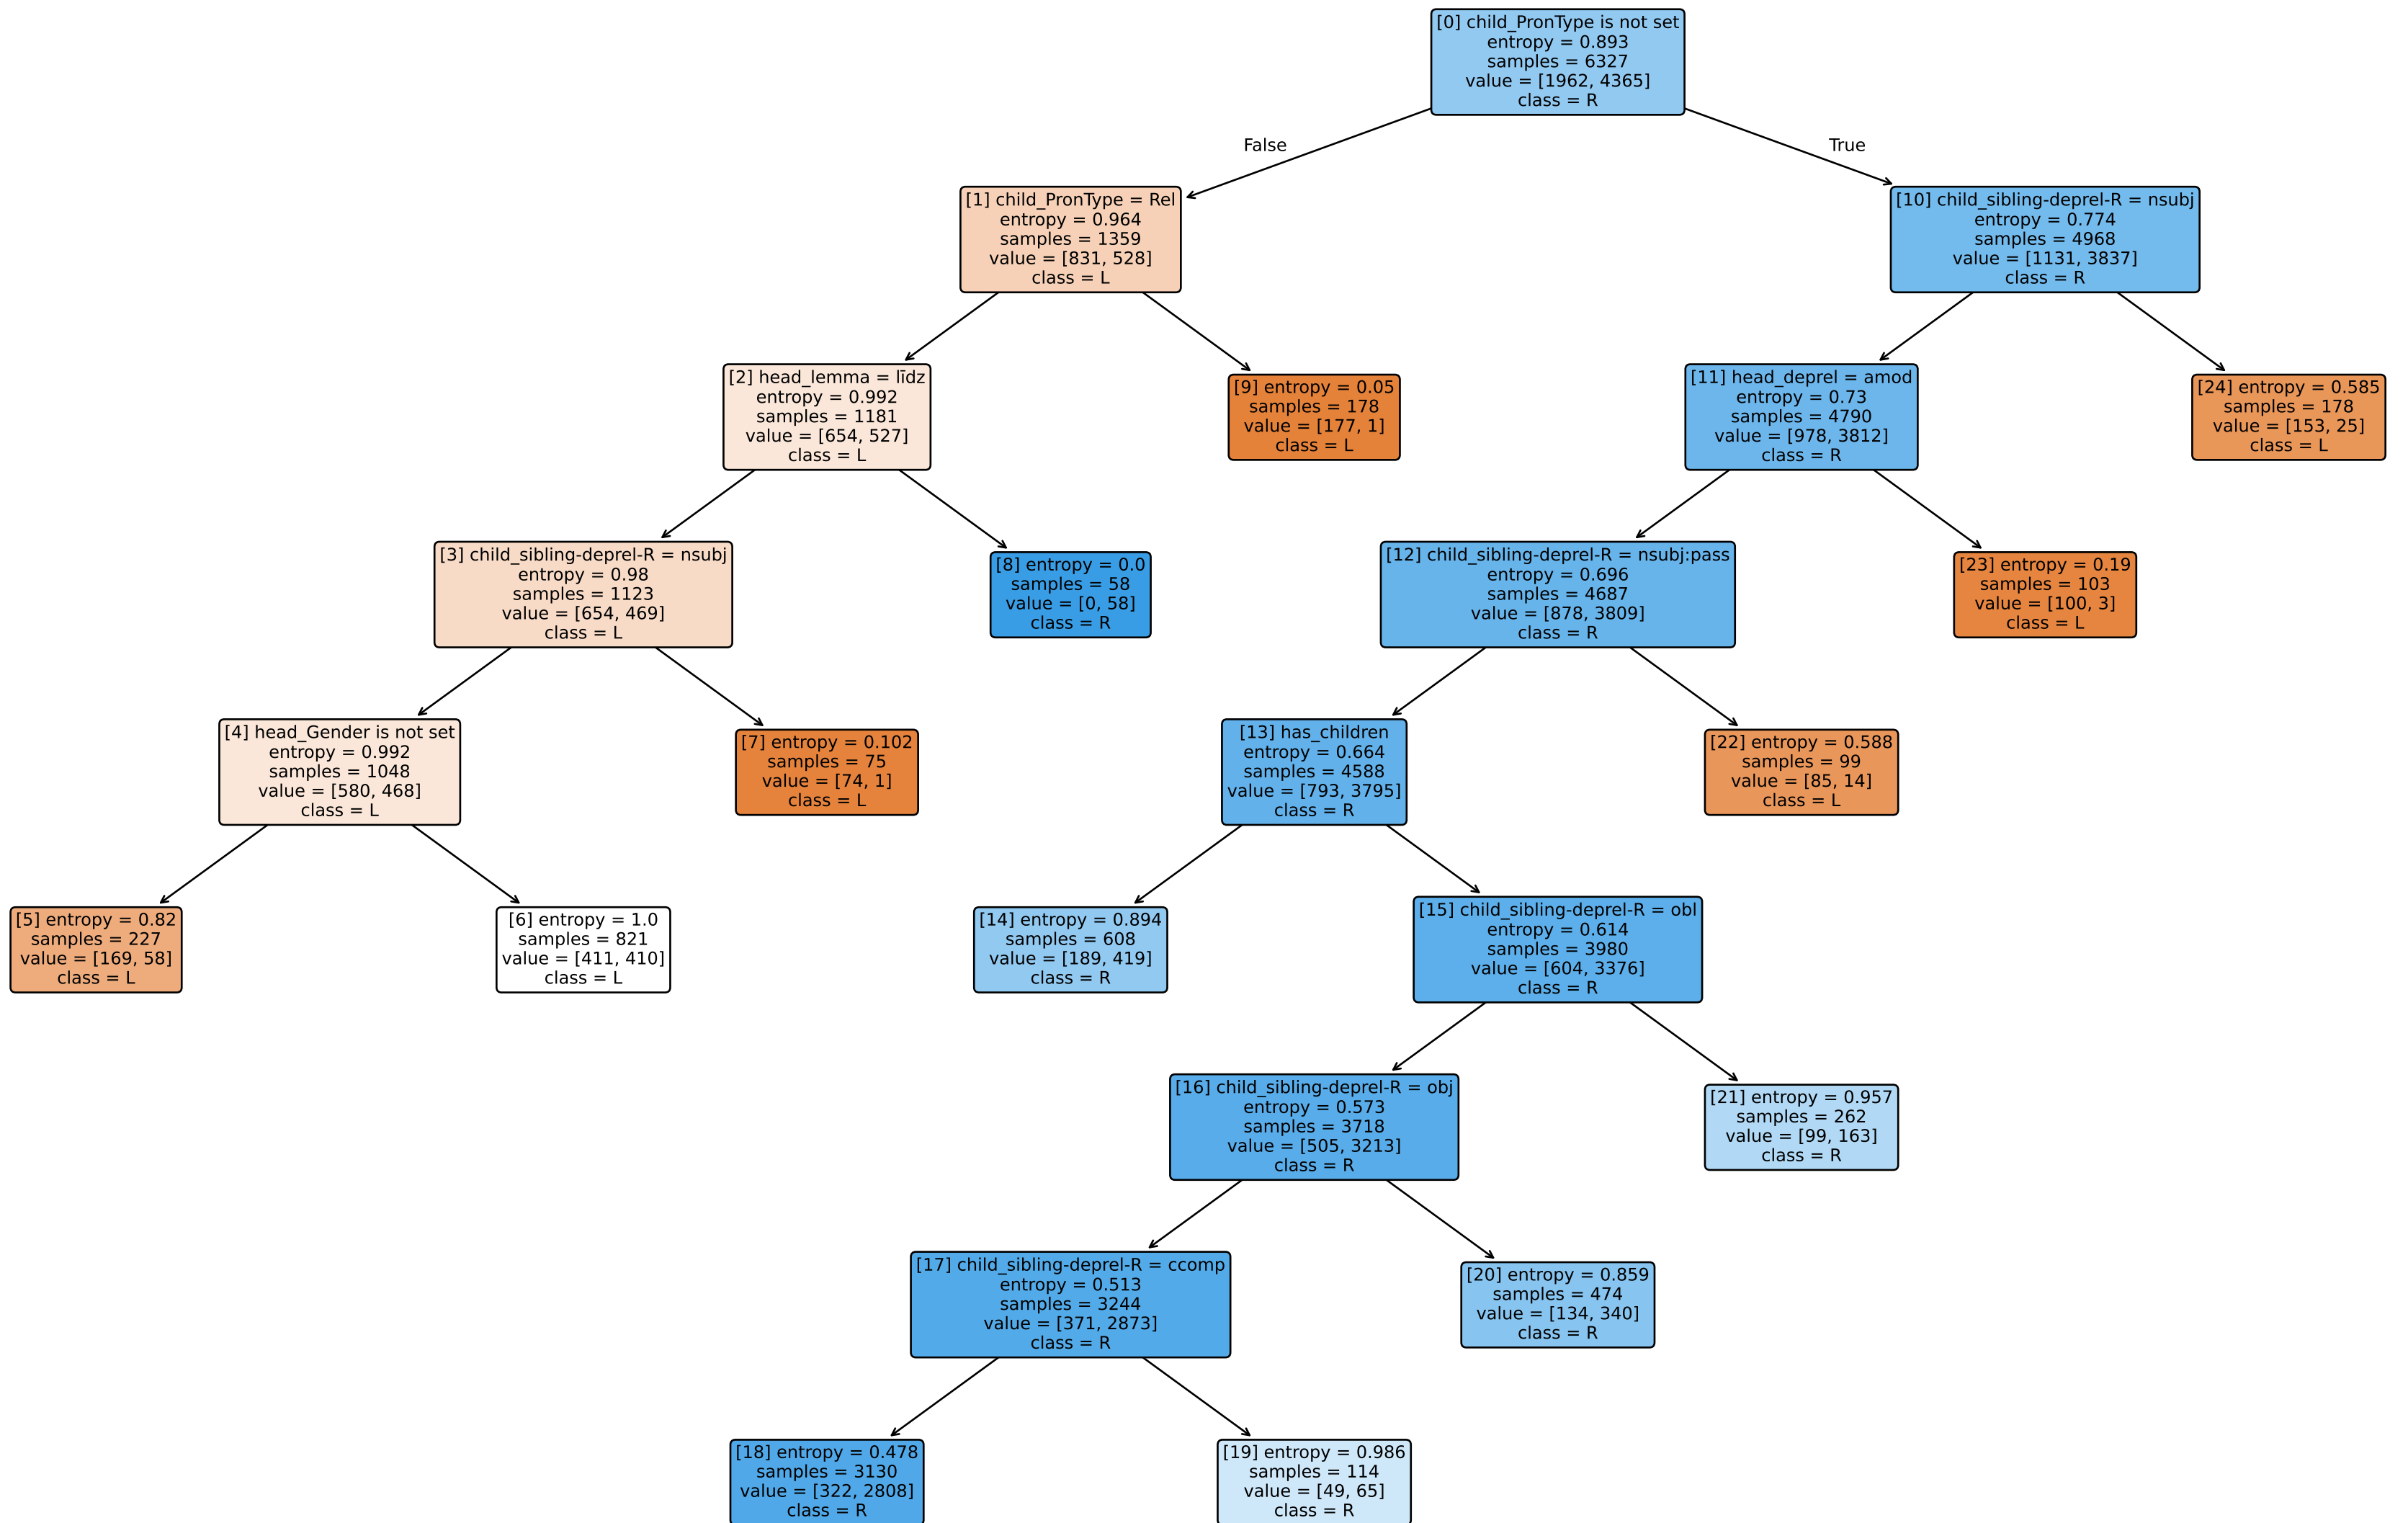 [0] child_PronType is not set
entropy = 0.893
samples = 6327
value = [1962, 4365]
class = R
False
True
[1] child_PronType = Rel
entropy = 0.964
samples = 1359
value = [831, 528]
class = L
[10] child_sibling-deprel-R = nsubj
entropy = 0.774
samples = 4968
value = [1131, 3837]
class = R
[2] head_lemma = līdz
entropy = 0.992
samples = 1181
value = [654, 527]
class = L
[9] entropy = 0.05
samples = 178
value = [177, 1]
class = L
[11] head_deprel = amod
entropy = 0.73
samples = 4790
value = [978, 3812]
class = R
[24] entropy = 0.585
samples = 178
value = [153, 25]
class = L
[3] child_sibling-deprel-R = nsubj
entropy = 0.98
samples = 1123
value = [654, 469]
class = L
[8] entropy = 0.0
samples = 58
value = [0, 58]
class = R
[12] child_sibling-deprel-R = nsubj:pass
entropy = 0.696
samples = 4687
value = [878, 3809]
class = R
[23] entropy = 0.19
samples = 103
value = [100, 3]
class = L
[4] head_Gender is not set
entropy = 0.992
samples = 1048
value = [580, 468]
class = L
[7] entropy = 0.102
samples = 75
value = [74, 1]
class = L
[13] has_children
entropy = 0.664
samples = 4588
value = [793, 3795]
class = R
[22] entropy = 0.588
samples = 99
value = [85, 14]
class = L
[5] entropy = 0.82
samples = 227
value = [169, 58]
class = L
[6] entropy = 1.0
samples = 821
value = [411, 410]
class = L
[14] entropy = 0.894
samples = 608
value = [189, 419]
class = R
[15] child_sibling-deprel-R = obl
entropy = 0.614
samples = 3980
value = [604, 3376]
class = R
[16] child_sibling-deprel-R = obj
entropy = 0.573
samples = 3718
value = [505, 3213]
class = R
[21] entropy = 0.957
samples = 262
value = [99, 163]
class = R
[17] child_sibling-deprel-R = ccomp
entropy = 0.513
samples = 3244
value = [371, 2873]
class = R
[20] entropy = 0.859
samples = 474
value = [134, 340]
class = R
[18] entropy = 0.478
samples = 3130
value = [322, 2808]
class = R
[19] entropy = 0.986
samples = 114
value = [49, 65]
class = R